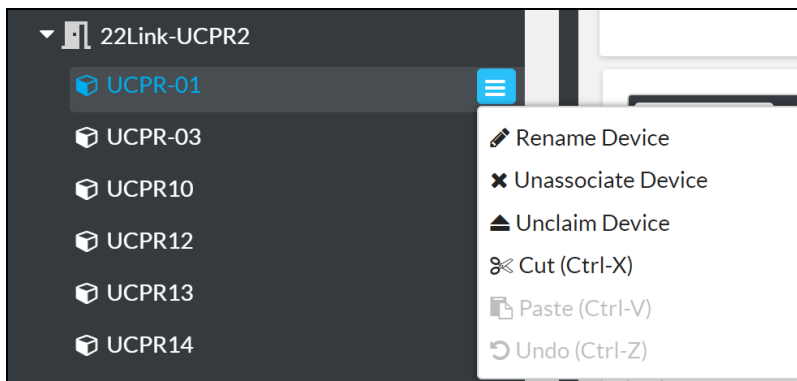 22Link-UCPR2
UCPR-01
UCPR-03
UCPR10
UCPR12
UCPR13
UCPR14
Rename Device
Unassociate Device
Unclaim Device
Cut (Ctrl-X)
Paste (Ctrl-V)
Undo (Ctrl-Z)